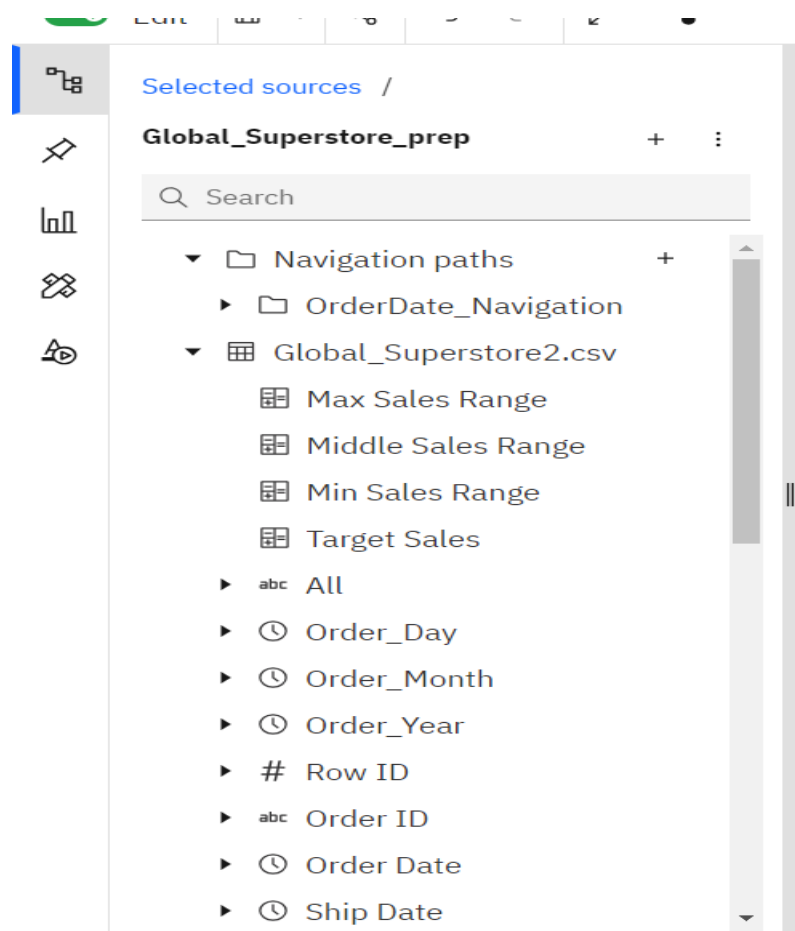 Edit
Selected sources /
Global_Superstore_prep
Search
Navigation paths
OrderDate_Navigation
Global_Superstore2.csv
Max Sales Range
Middle Sales Range
Min Sales Range
Target Sales
abc All
Order_Day
Order_Month
Order_Year
# Row ID
abc Order ID
Order Date
Ship Date